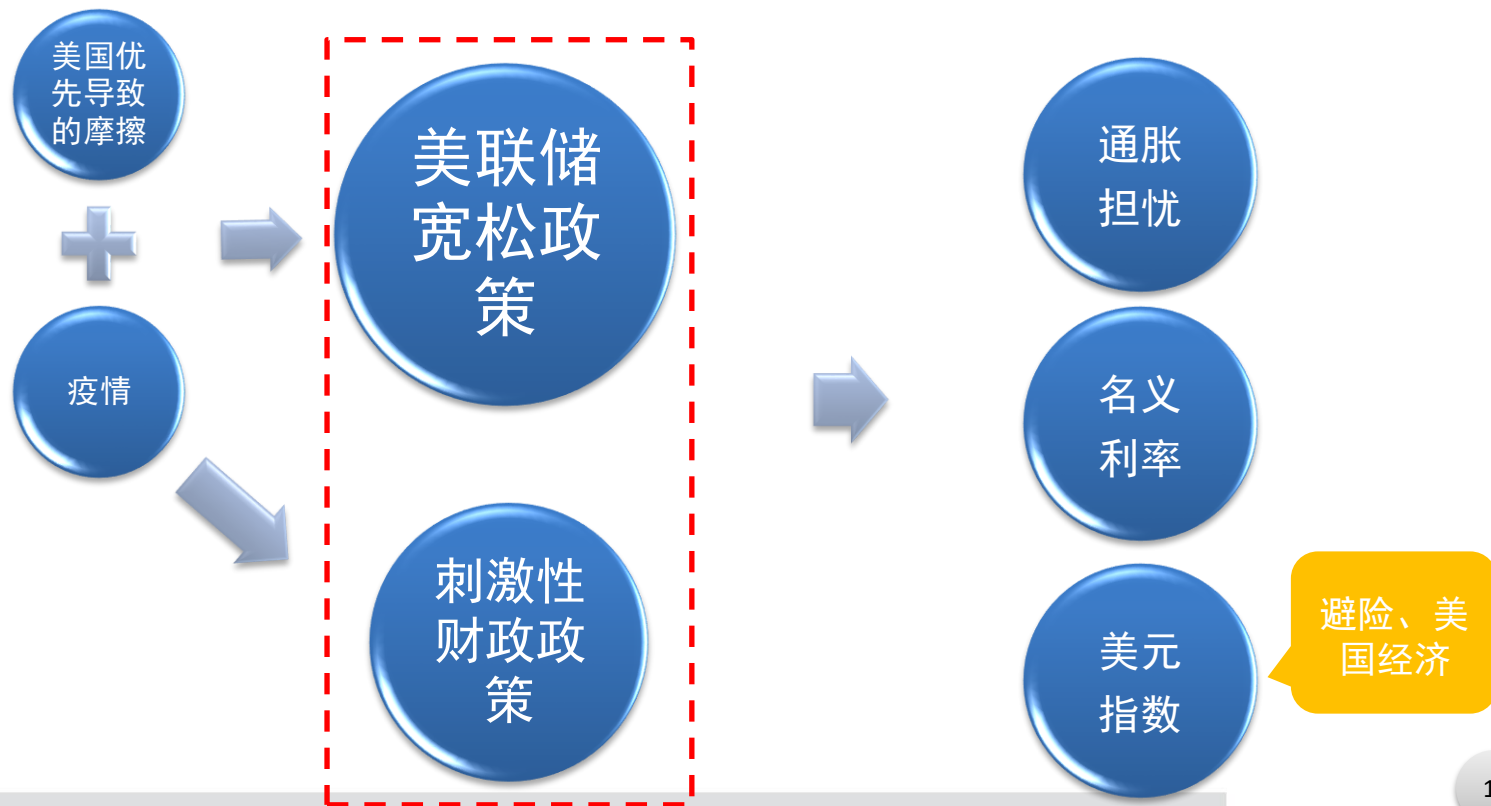 美国优
先导致
的摩擦
疫情
美联储
宽松政
策
刺激性
财政政
策
通胀
担忧
名义
利率
美元
指数
避险、美
国经济
1